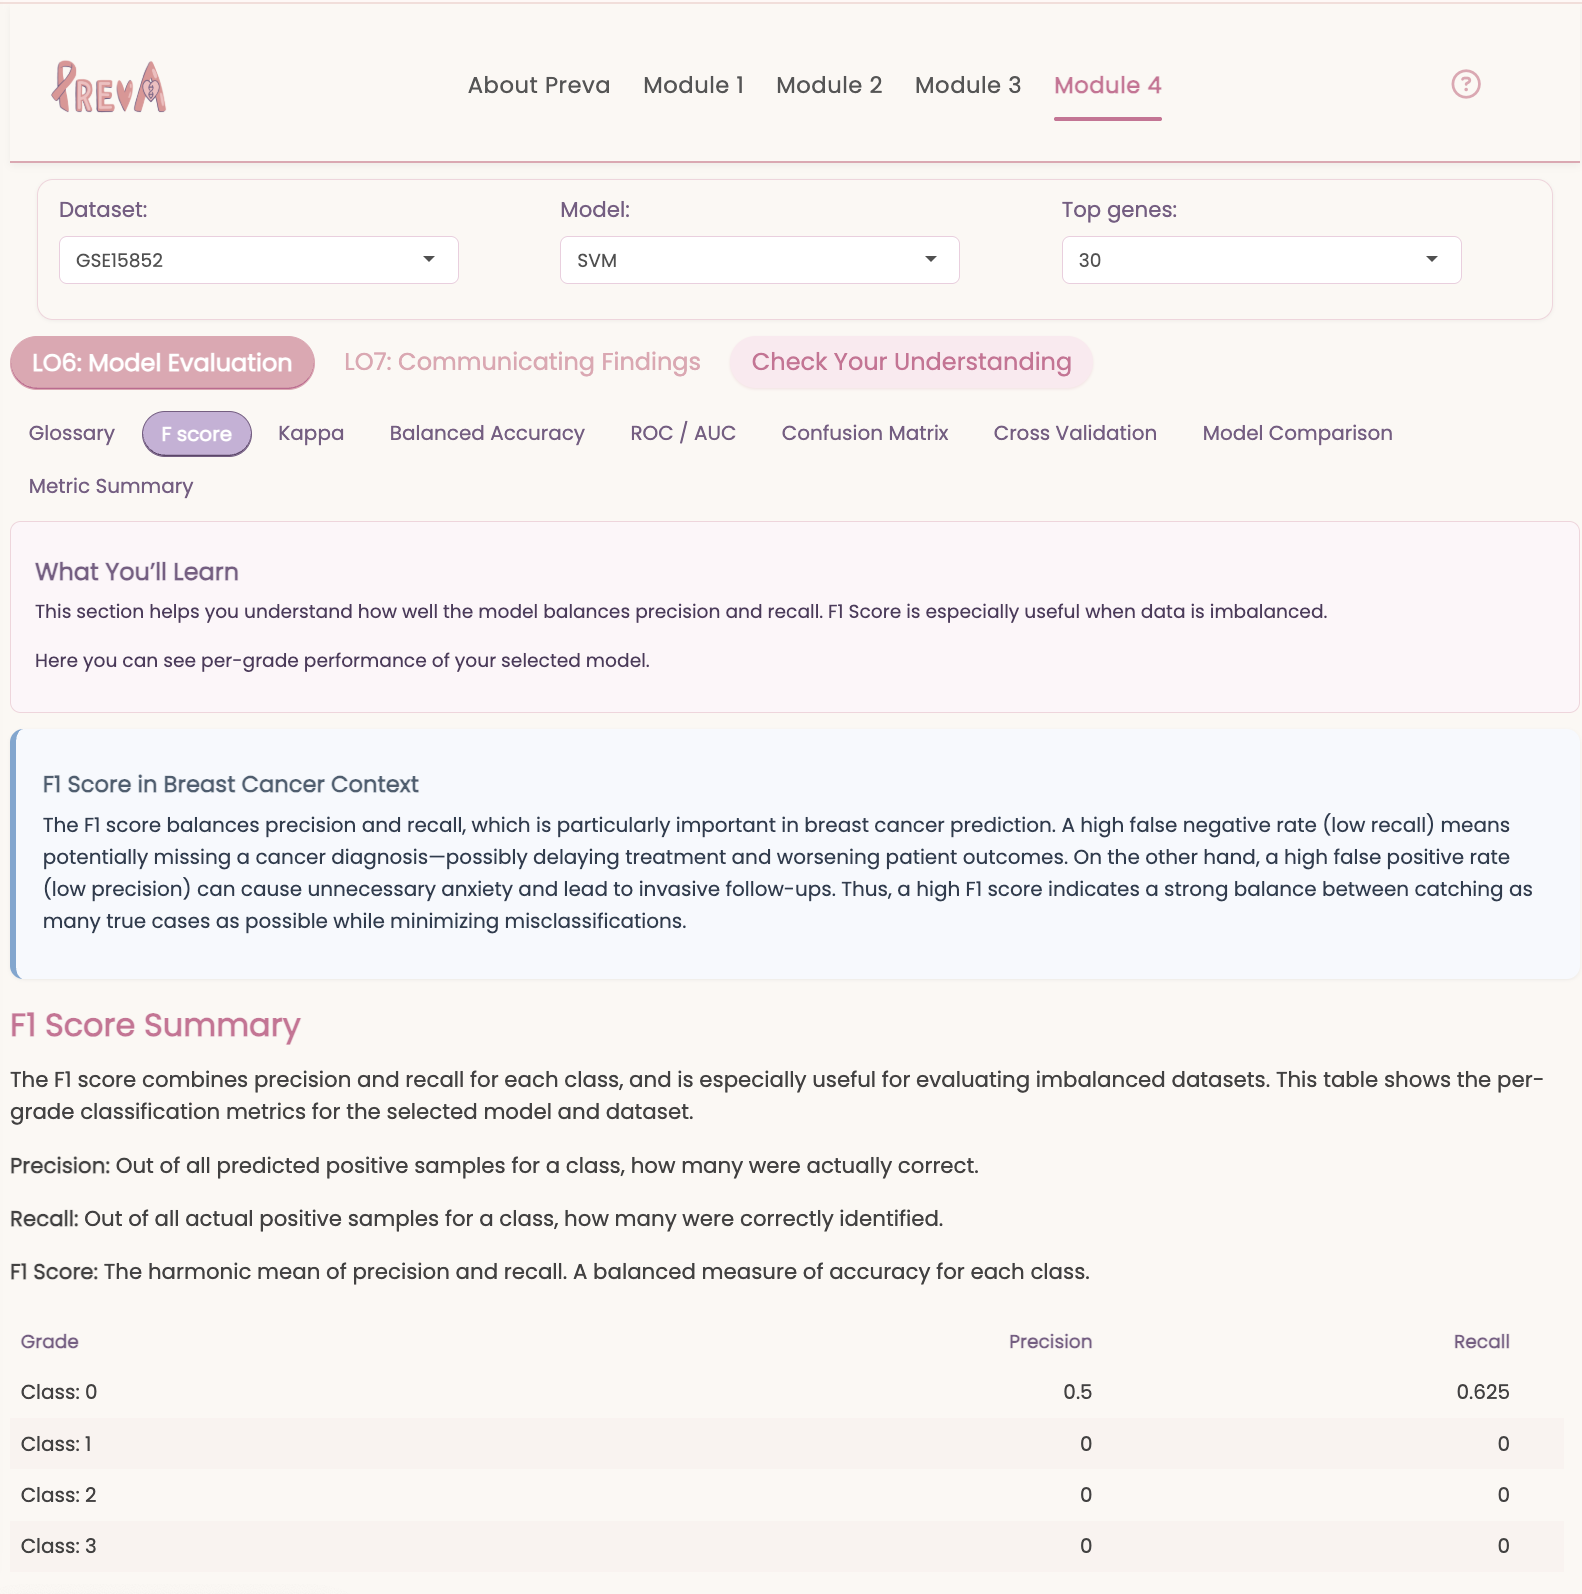 PREVA
About Preva Module 1 Module 2 Module 3 Module 4 ?
Dataset: Model: Top genes:
GSE15852 SVM 30
LO6: Model Evaluation LO7: Communicating Findings Check Your Understanding
Glossary F score Kappa Balanced Accuracy ROC / AUC Confusion Matrix Cross Validation Model Comparison
Metric Summary
What You’ll Learn
This section helps you understand how well the model balances precision and recall. F1 Score is especially useful when data is imbalanced.
Here you can see per-grade performance of your selected model.
F1 Score in Breast Cancer Context
The F1 score balances precision and recall, which is particularly important in breast cancer prediction. A high false negative rate (low recall) means
potentially missing a cancer diagnosis—possibly delaying treatment and worsening patient outcomes. On the other hand, a high false positive rate
(low precision) can cause unnecessary anxiety and lead to invasive follow-ups. Thus, a high F1 score indicates a strong balance between catching as
many true cases as possible while minimizing misclassifications.
F1 Score Summary
The F1 score combines precision and recall for each class, and is especially useful for evaluating imbalanced datasets. This table shows the per-
grade classification metrics for the selected model and dataset.
Precision: Out of all predicted positive samples for a class, how many were actually correct.
Recall: Out of all actual positive samples for a class, how many were correctly identified.
F1 Score: The harmonic mean of precision and recall. A balanced measure of accuracy for each class.
Grade Precision Recall
Class: 0 0.5 0.625
Class: 1 0 0
Class: 2 0 0
Class: 3 0 0